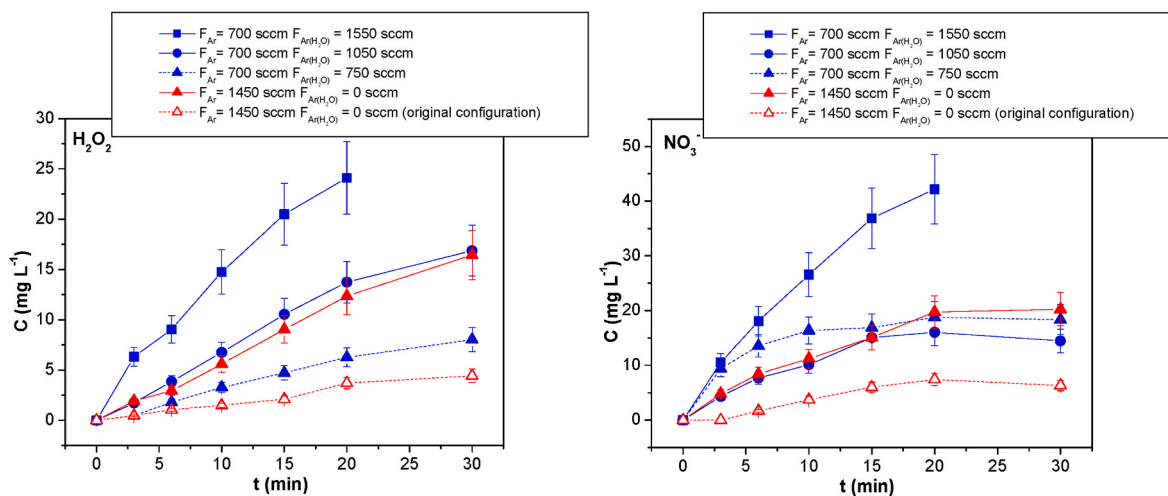 F_Ar = 700 sccm F_Ar(H₂O) = 1550 sccm
F_Ar = 700 sccm F_Ar(H₂O) = 1050 sccm
F_Ar = 700 sccm F_Ar(H₂O) = 750 sccm
F_Ar = 1450 sccm F_Ar(H₂O) = 0 sccm
F_Ar = 1450 sccm F_Ar(H₂O) = 0 sccm (original configuration)
H₂O₂
30
25
20
15
10
5
0
C (mg L⁻¹)
0 5 10 15 20 25 30
t (min)
F_Ar = 700 sccm F_Ar(H₂O) = 1550 sccm
F_Ar = 700 sccm F_Ar(H₂O) = 1050 sccm
F_Ar = 700 sccm F_Ar(H₂O) = 750 sccm
F_Ar = 1450 sccm F_Ar(H₂O) = 0 sccm
F_Ar = 1450 sccm F_Ar(H₂O) = 0 sccm (original configuration)
NO₃⁻
50
40
30
20
10
0
C (mg L⁻¹)
0 5 10 15 20 25 30
t (min)